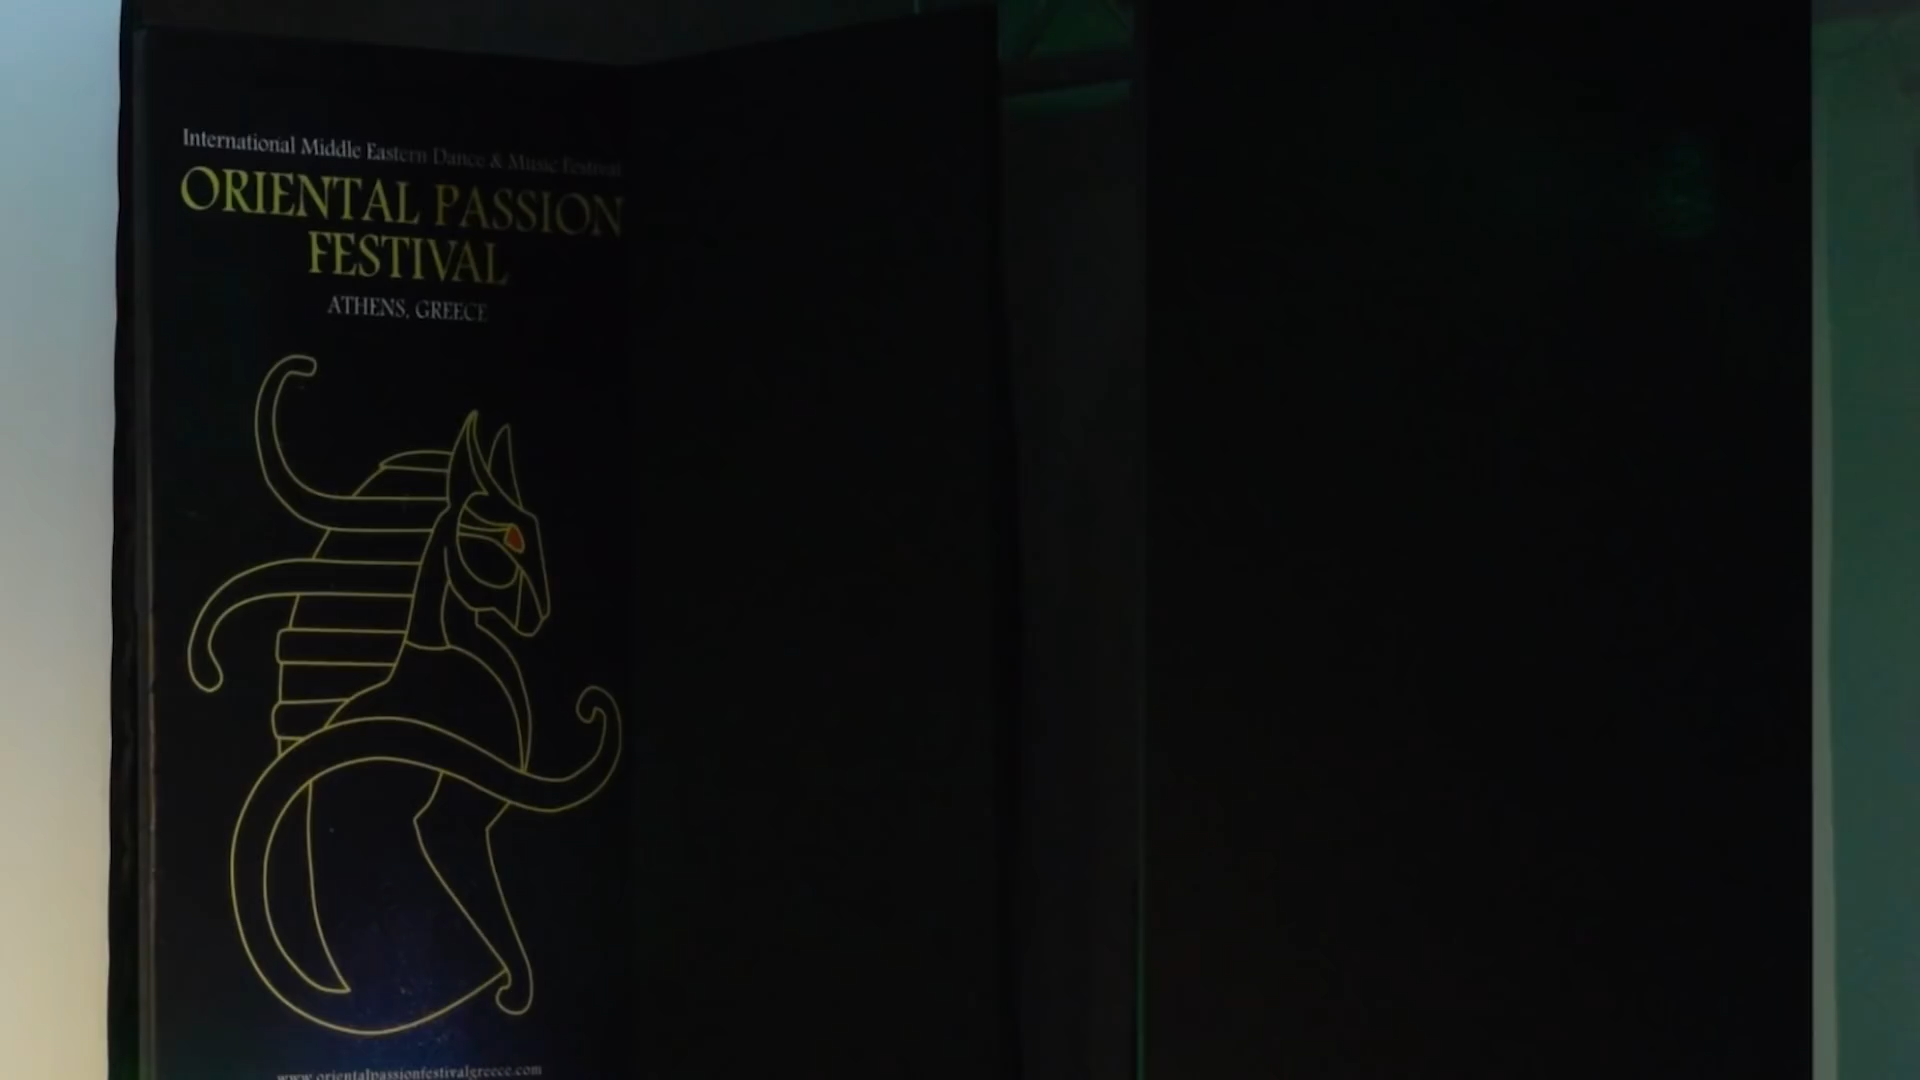 International Middle Eastern Dance & Music Festival
ORIENTAL PASSION
FESTIVAL
ATHENS, GREECE
www.orientalpassionfestivalgreece.com